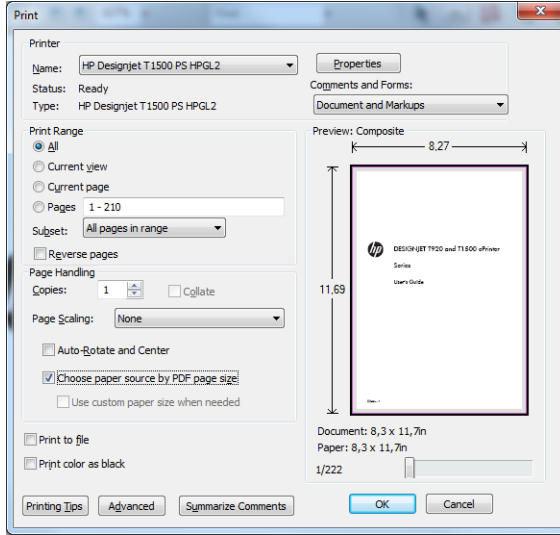 Print
Printer
Name: HP Designjet T1500 PS HPGL2
Properties
Status: Ready
Comments and Forms:
Type: HP Designjet T1500 PS HPGL2
Document and Markups
Print Range
All
Current view
Current page
Pages 1 - 210
Subset: All pages in range
Reverse pages
Page Handling
Copies: 1
Collate
Page Scaling: None
Auto-Rotate and Center
Choose paper source by PDF page size
Use custom paper size when needed
Print to file
Print color as black
Preview: Composite
8,27
11,69
hp
DESIGNJET T920 and T1500 ePrinter
Series
User's Guide
Document: 8,3 x 11,7in
Paper: 8,3 x 11,7in
1/222
Printing Tips
Advanced
Summarize Comments
OK
Cancel